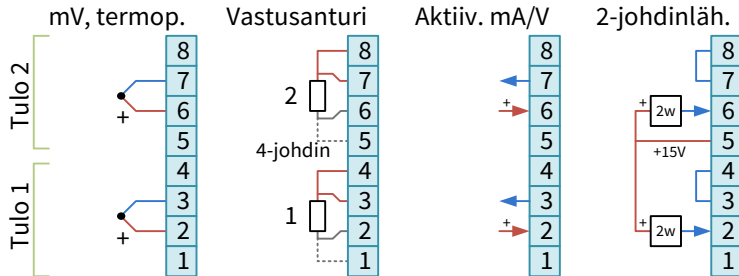 mV, termop. Vastusanturi Aktiiv. mA/V 2-johdinläh.
Tulo 2
8 8 8 8
7 7 7 7
2
+ 6 6 + 6 + 2w 6
5 5 5 +15V 5
4-johdin
Tulo 1
4 4 4 4
3 3 3 3
1
+ 2 2 + 2 + 2w 2
1 1 1 1